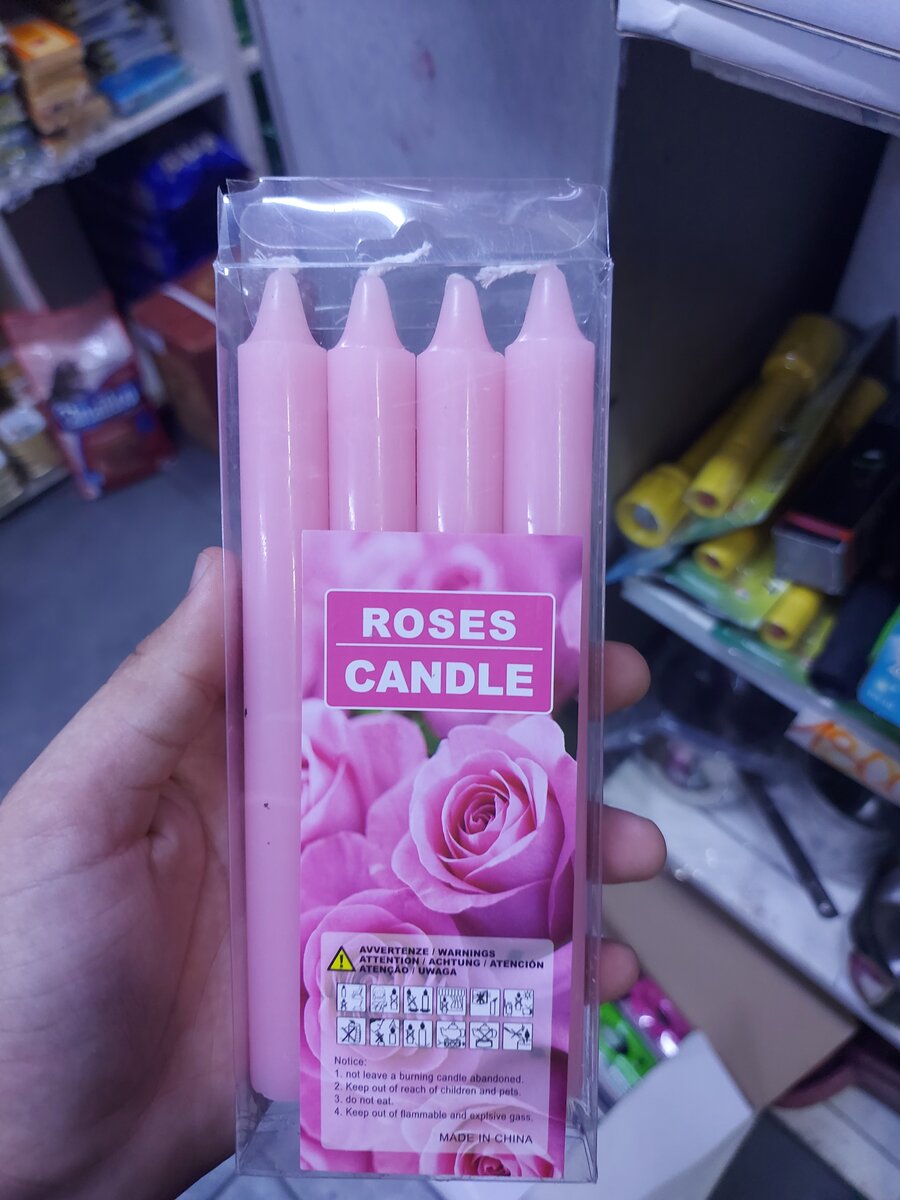 ROSES
CANDLE
AVVERTENZE / WARNINGS
ATTENTION / ACHTUNG / ATENCIÓN
ATENÇÃO / UWAGA
Notice:
1. not leave a burning candle abandoned.
2. Keep out of reach of children and pets.
3. do not eat.
4. Keep out of flammable and explsive gass.
MADE IN CHINA